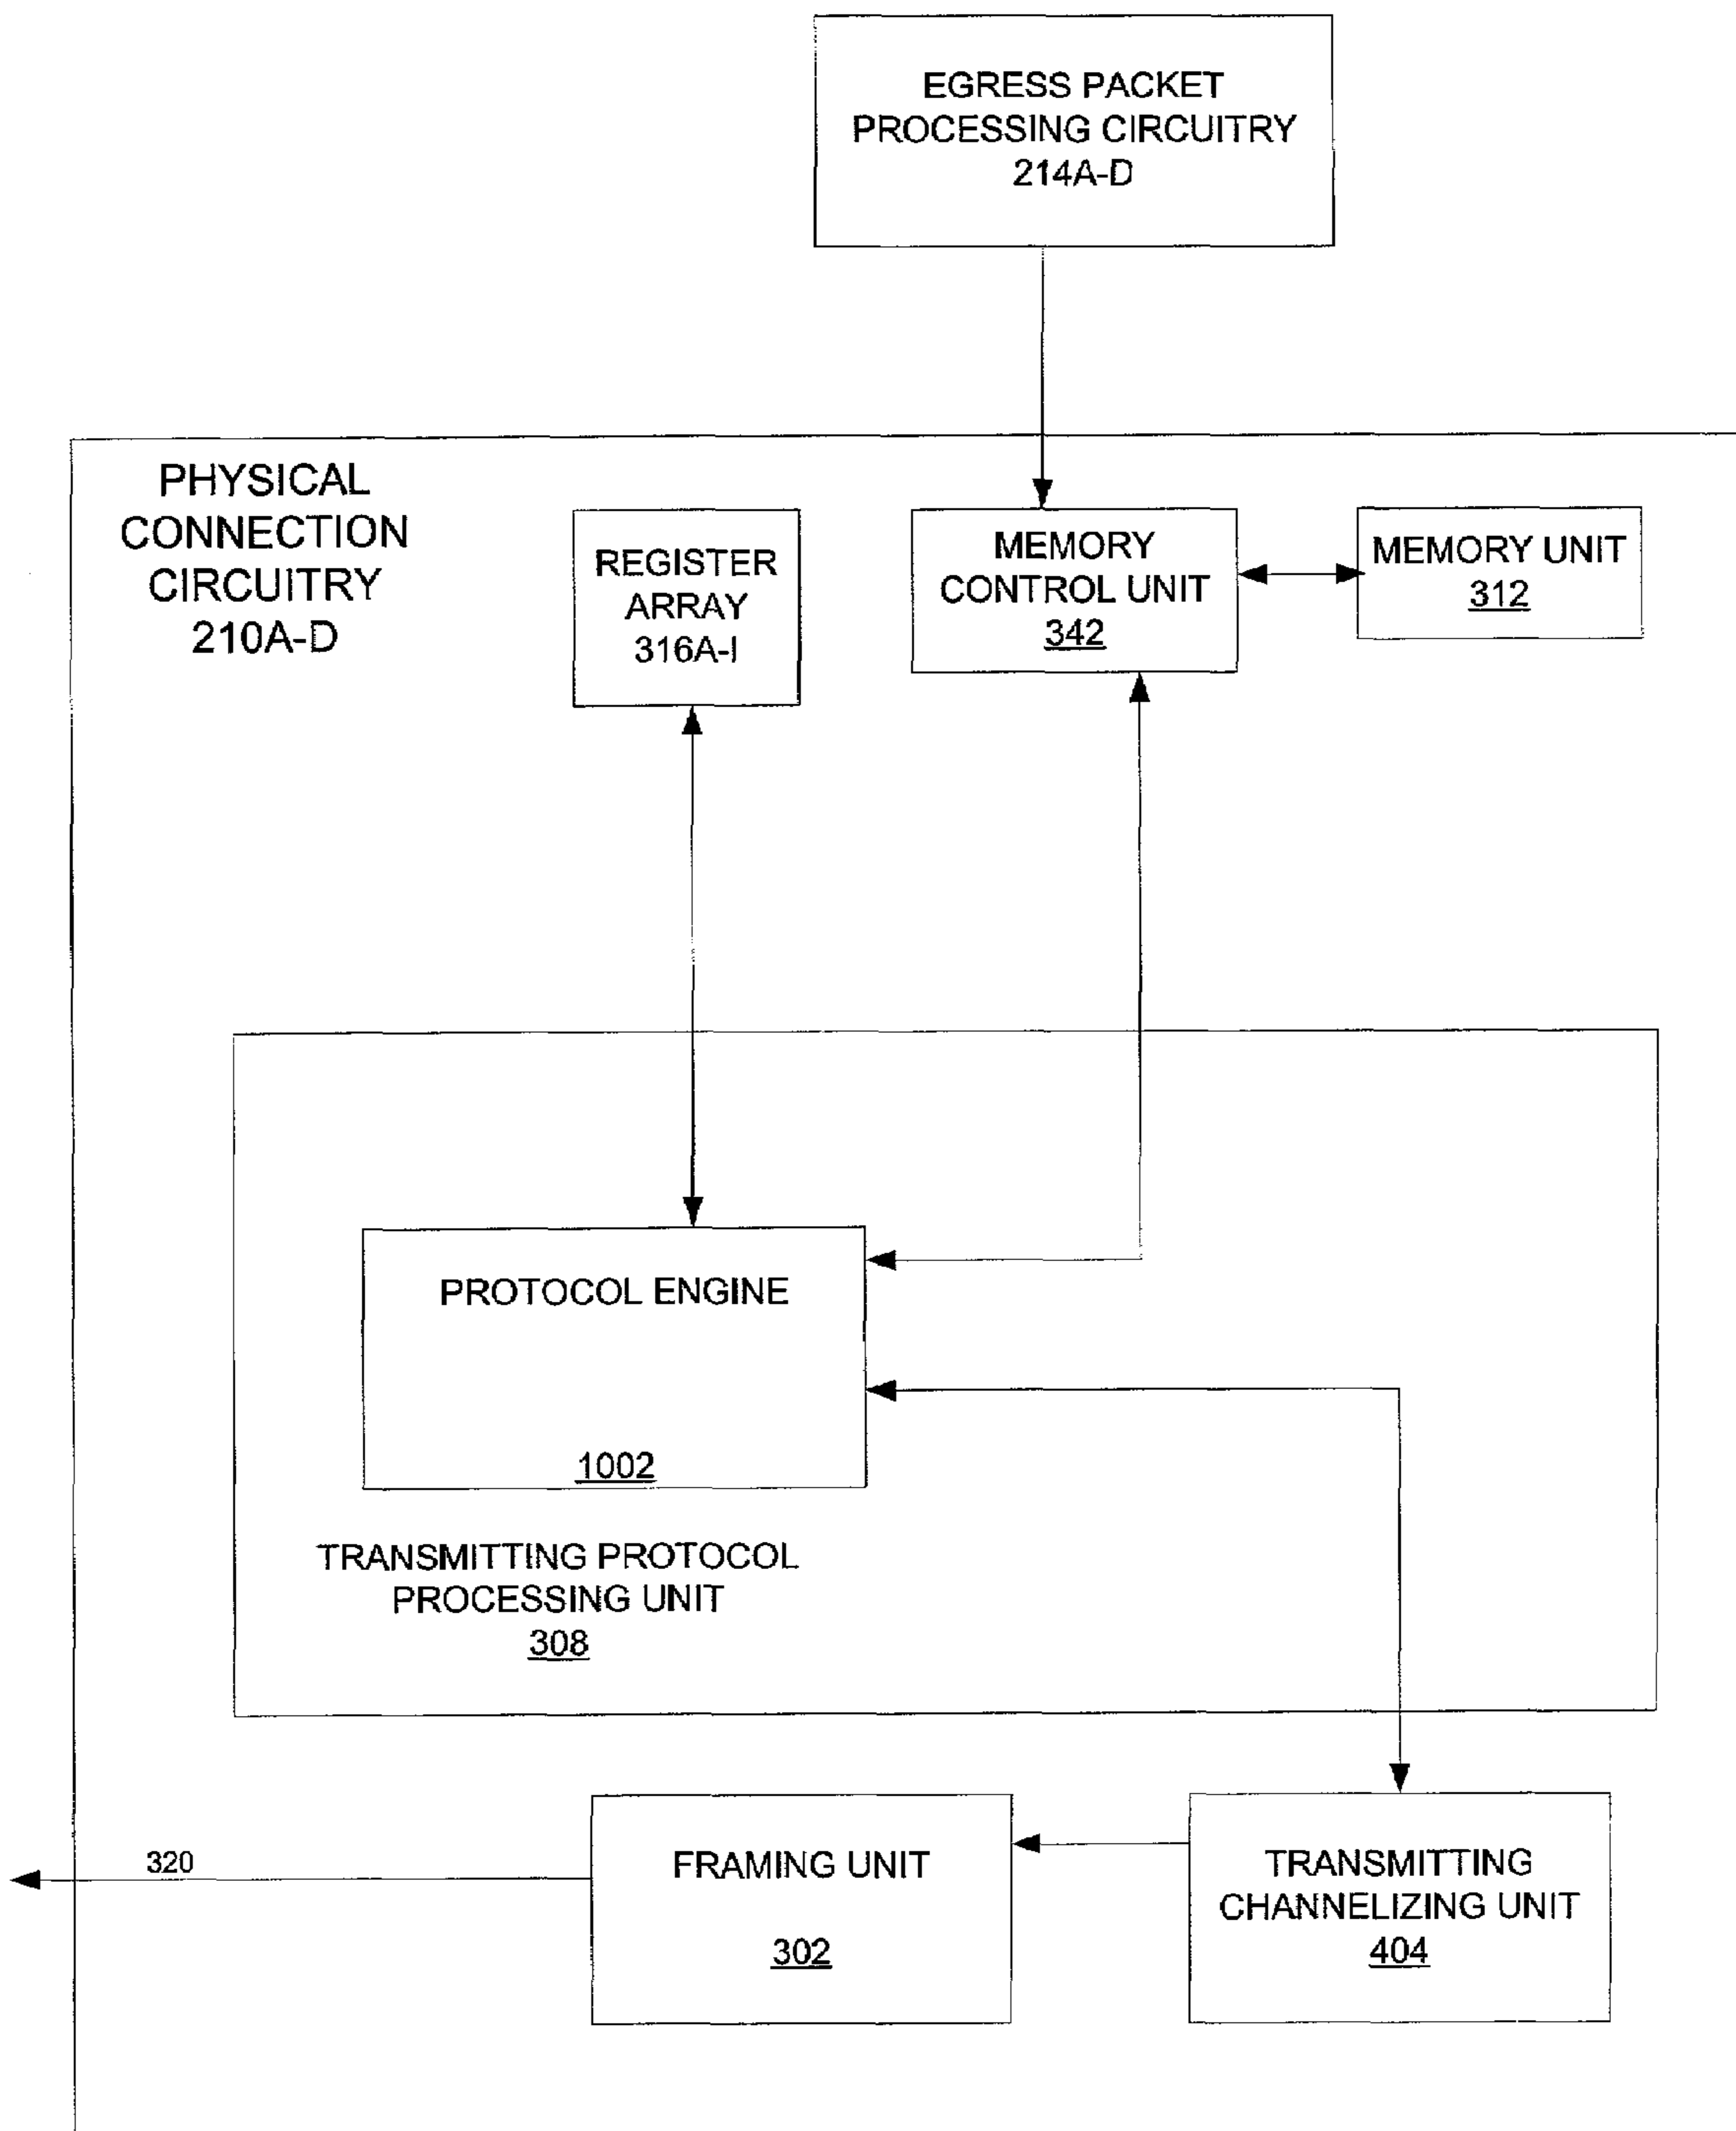 EGRESS PACKET
PROCESSING CIRCUITRY
214A-D
PHYSICAL
CONNECTION
CIRCUITRY
210A-D
REGISTER
ARRAY
316A-I
MEMORY
CONTROL UNIT
342
MEMORY UNIT
312
PROTOCOL ENGINE
1002
TRANSMITTING PROTOCOL
PROCESSING UNIT
308
320
FRAMING UNIT
302
TRANSMITTING
CHANNELIZING UNIT
404